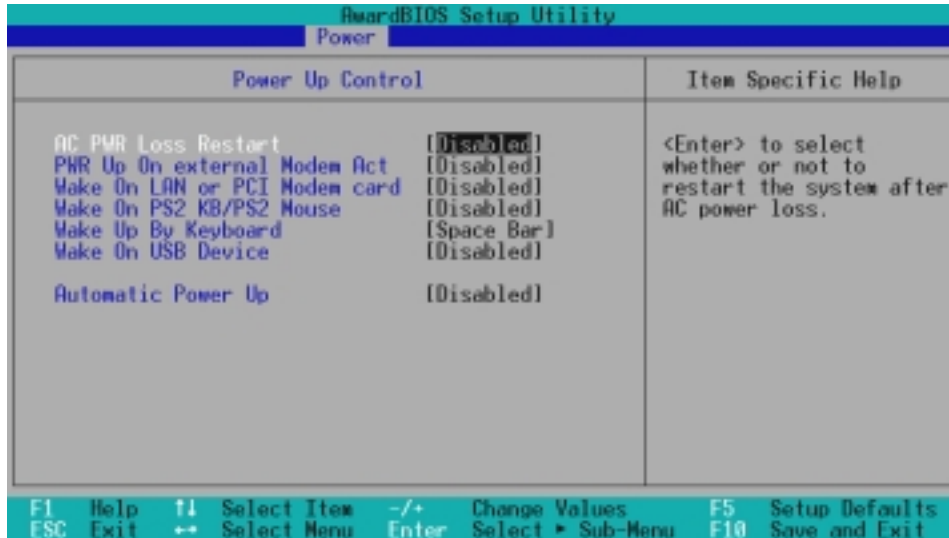 AwardBIOS Setup Utility
Power
Power Up Control
Item Specific Help
AC PWR Loss Restart [Disabled]
PWR Up On external Modem Act [Disabled]
Wake On LAN or PCI Modem card [Disabled]
Wake On PS2 KB/PS2 Mouse [Disabled]
Wake Up By Keyboard [Space Bar]
Wake On USB Device [Disabled]
Automatic Power Up [Disabled]
<Enter> to select
whether or not to
restart the system after
AC power loss.
F1 Help ↑↓ Select Item -/+ Change Values F5 Setup Defaults
ESC Exit ←→ Select Menu Enter Select ► Sub-Menu F10 Save and Exit